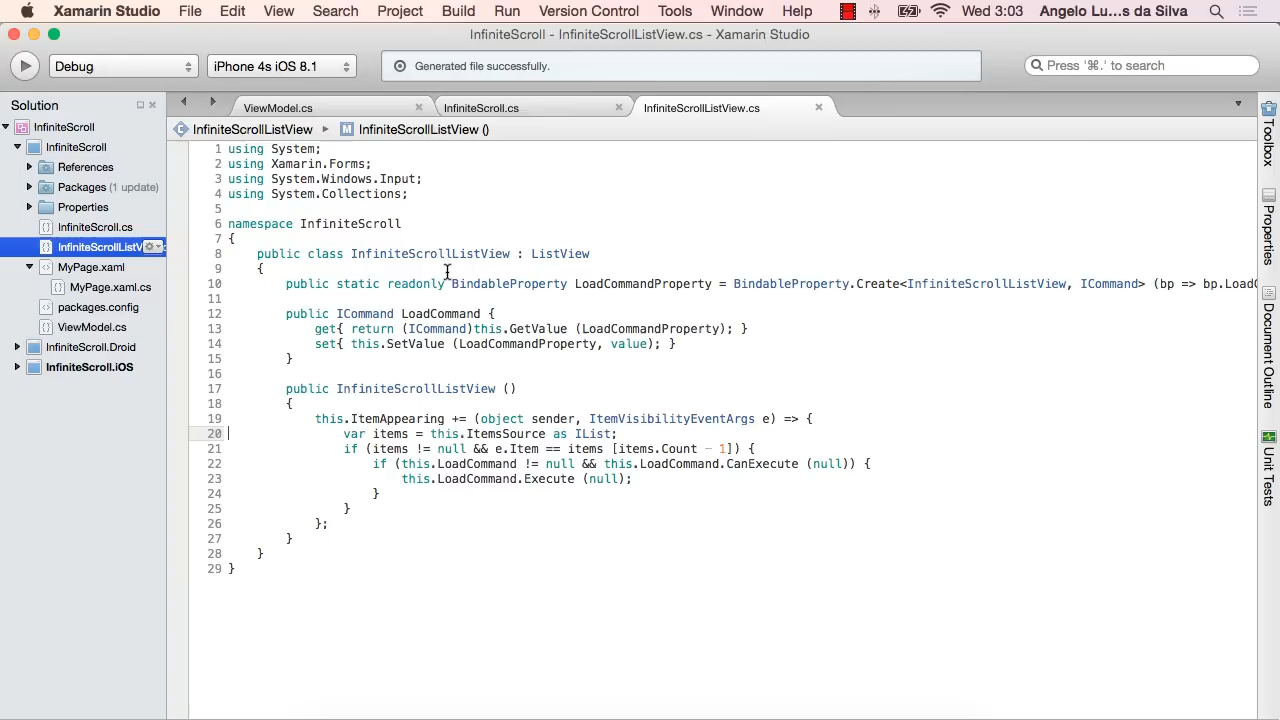 Xamarin Studio File Edit View Search Project Build Run Version Control Tools Window Help Wed 3:03 Angelo Lu...s da Silva
InfiniteScroll - InfiniteScrollListView.cs - Xamarin Studio
Debug iPhone 4s iOS 8.1 Generated file successfully. Press '⌘.' to search
Solution
InfiniteScroll
InfiniteScroll
References
Packages (1 update)
Properties
InfiniteScroll.cs
InfiniteScrollListV
MyPage.xaml
MyPage.xaml.cs
packages.config
ViewModel.cs
InfiniteScroll.Droid
InfiniteScroll.iOS
ViewModel.cs InfiniteScroll.cs InfiniteScrollListView.cs
C InfiniteScrollListView M InfiniteScrollListView ()
1 using System;
2 using Xamarin.Forms;
3 using System.Windows.Input;
4 using System.Collections;
5
6 namespace InfiniteScroll
7 {
8 public class InfiniteScrollListView : ListView
9 {
10 public static readonly BindableProperty LoadCommandProperty = BindableProperty.Create<InfiniteScrollListView, ICommand> (bp => bp.LoadC
11
12 public ICommand LoadCommand {
13 get{ return (ICommand)this.GetValue (LoadCommandProperty); }
14 set{ this.SetValue (LoadCommandProperty, value); }
15 }
16
17 public InfiniteScrollListView ()
18 {
19 this.ItemAppearing += (object sender, ItemVisibilityEventArgs e) => {
20 var items = this.ItemsSource as IList;
21 if (items != null && e.Item == items [items.Count - 1]) {
22 if (this.LoadCommand != null && this.LoadCommand.CanExecute (null)) {
23 this.LoadCommand.Execute (null);
24 }
25 }
26 };
27 }
28 }
29 }
Toolbox
Properties
Document Outline
Unit Tests